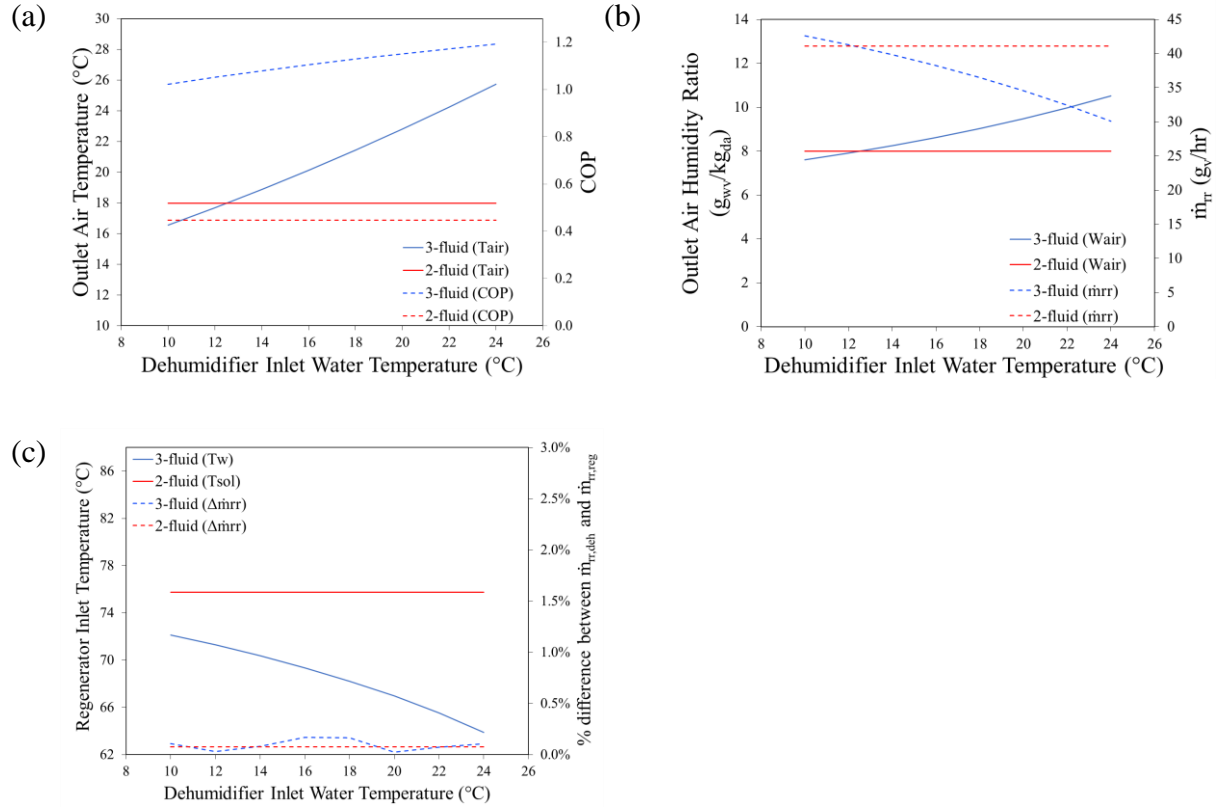 (a)
30
28
26
24
22
20
18
16
14
12
10
Outlet Air Temperature (°C)
1.2
1.0
0.8
0.6
0.4
0.2
0.0
COP
3-fluid (Tair)
2-fluid (Tair)
3-fluid (COP)
2-fluid (COP)
8 10 12 14 16 18 20 22 24 26
Dehumidifier Inlet Water Temperature (°C)
(b)
14
12
10
8
6
4
2
0
Outlet Air Humidity Ratio
(g_wv/kg_da)
45
40
35
30
25
20
15
10
5
0
ṁ_rr (g_v/hr)
3-fluid (Wair)
2-fluid (Wair)
3-fluid (ṁrr)
2-fluid (ṁrr)
8 10 12 14 16 18 20 22 24 26
Dehumidifier Inlet Water Temperature (°C)
(c)
86
82
78
74
70
66
62
Regenerator Inlet Temperature (°C)
3-fluid (Tw)
2-fluid (Tsol)
3-fluid (Δṁrr)
2-fluid (Δṁrr)
3.0%
2.5%
2.0%
1.5%
1.0%
0.5%
0.0%
% difference between ṁ_rr,deh and ṁ_rr,reg
8 10 12 14 16 18 20 22 24 26
Dehumidifier Inlet Water Temperature (°C)